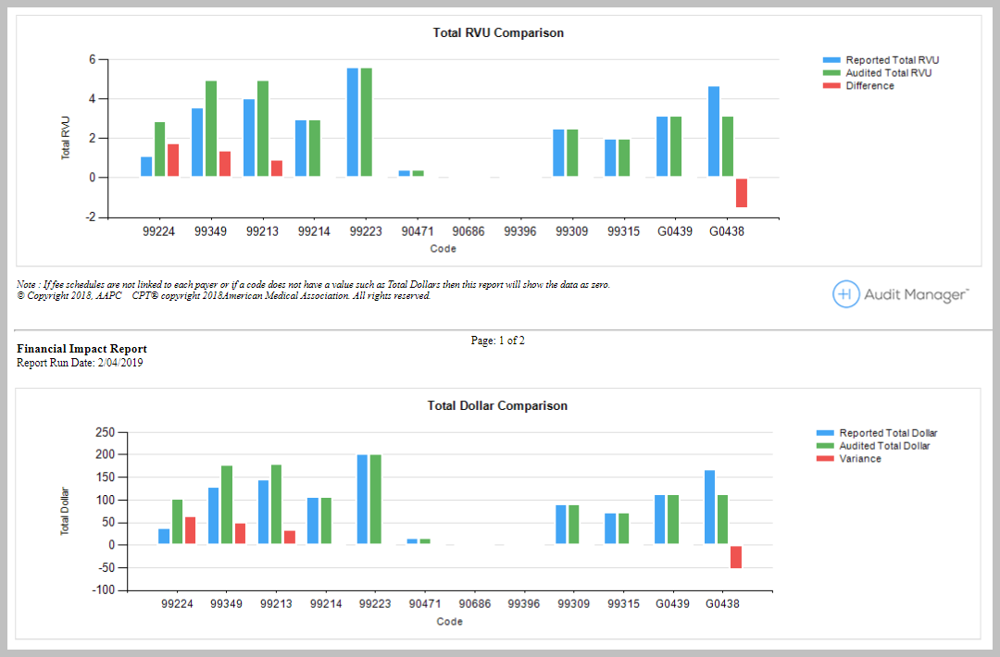 Total RVU Comparison
Reported Total RVU
Audited Total RVU
Difference
Total RVU
6
4
2
0
-2
99224 99349 99213 99214 99223 90471 90686 99396 99309 99315 G0439 G0438
Code
Note : If fee schedules are not linked to each payer or if a code does not have a value such as Total Dollars then this report will show the data as zero.
© Copyright 2018, AAPC CPT® copyright 2018American Medical Association. All rights reserved.
H Audit Manager™
Page: 1 of 2
Financial Impact Report
Report Run Date: 2/04/2019
Total Dollar Comparison
Reported Total Dollar
Audited Total Dollar
Variance
Total Dollar
250
200
150
100
50
0
-50
-100
99224 99349 99213 99214 99223 90471 90686 99396 99309 99315 G0439 G0438
Code